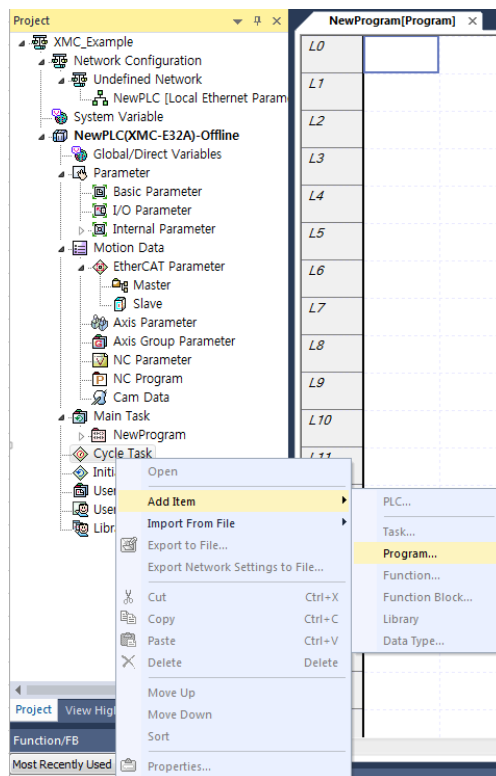 Project
NewProgram[Program]
XMC_Example
Network Configuration
Undefined Network
NewPLC [Local Ethernet Param
System Variable
NewPLC(XMC-E32A)-Offline
Global/Direct Variables
Parameter
Basic Parameter
I/O Parameter
Internal Parameter
Motion Data
EtherCAT Parameter
Master
Slave
Axis Parameter
Axis Group Parameter
NC Parameter
NC Program
Cam Data
Main Task
NewProgram
Cycle Task
Initi
User
User
Libr
L0
L1
L2
L3
L4
L5
L6
L7
L8
L9
L10
L11
Open
Add Item
Import From File
Export to File...
Export Network Settings to File...
Cut Ctrl+X
Copy Ctrl+C
Paste Ctrl+V
Delete Delete
Move Up
Move Down
Sort
Properties...
PLC...
Task...
Program...
Function...
Function Block...
Library
Data Type...
Project View High
Function/FB
Most Recently Used